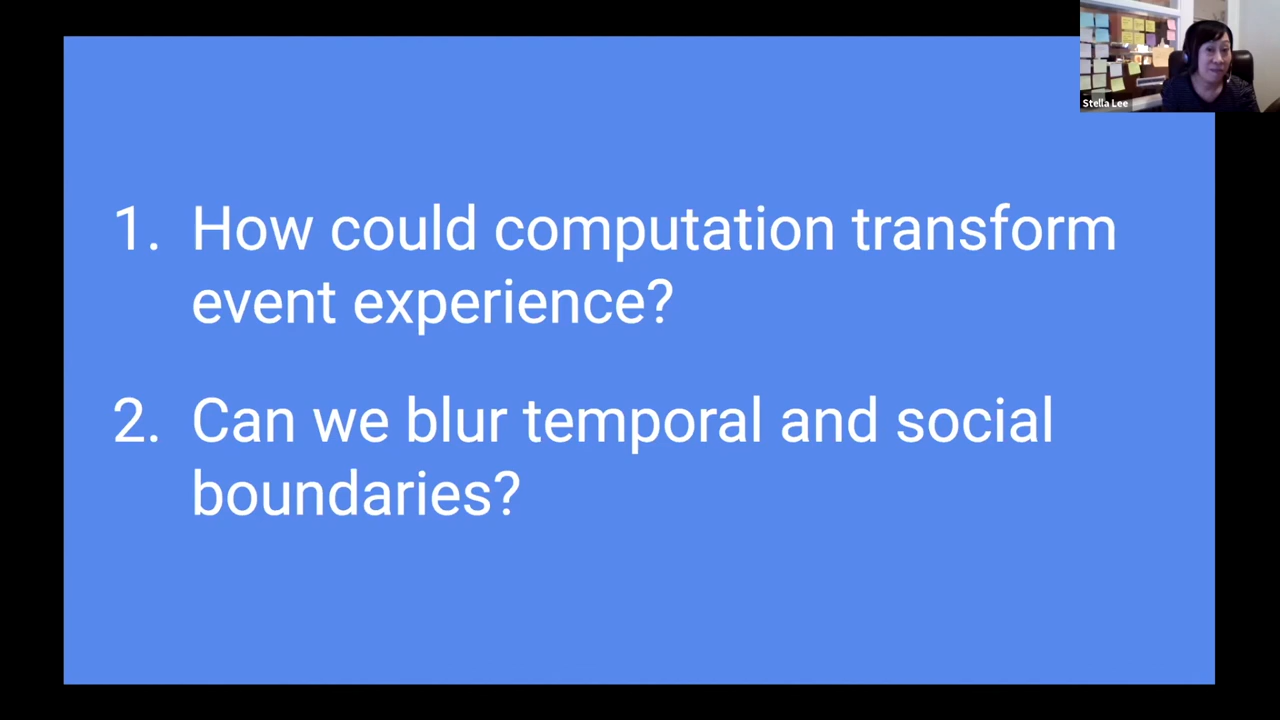 1. How could computation transform
event experience?
2. Can we blur temporal and social
boundaries?
Stella Lee